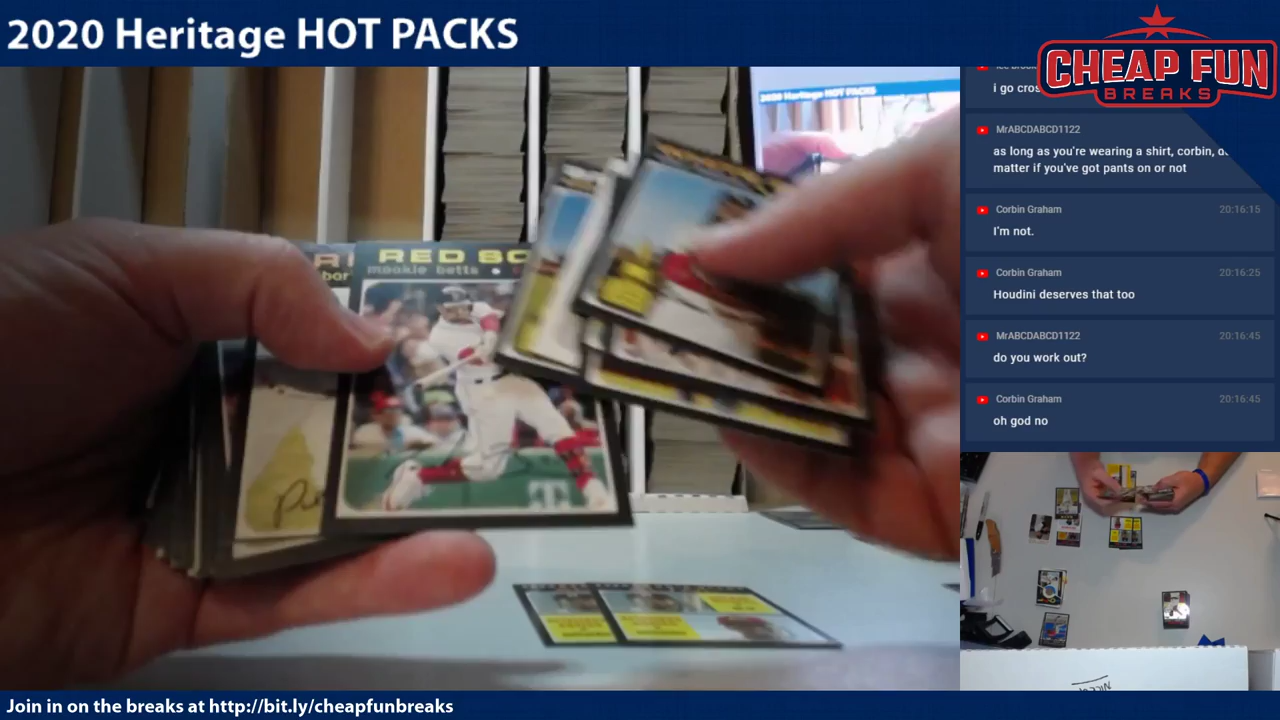 2020 Heritage HOT PACKS
CHEAP FUN
BREAKS
2020 Heritage HOT PACKS
i go cros
MrABCDABCD1122
as long as you're wearing a shirt, corbin,
matter if you've got pants on or not
Corbin Graham 20:16:15
I'm not.
Corbin Graham 20:16:25
Houdini deserves that too
MrABCDABCD1122 20:16:45
do you work out?
Corbin Graham 20:16:45
oh god no
RED SO
mookie betts
Join in on the breaks at http://bit.ly/cheapfunbreaks